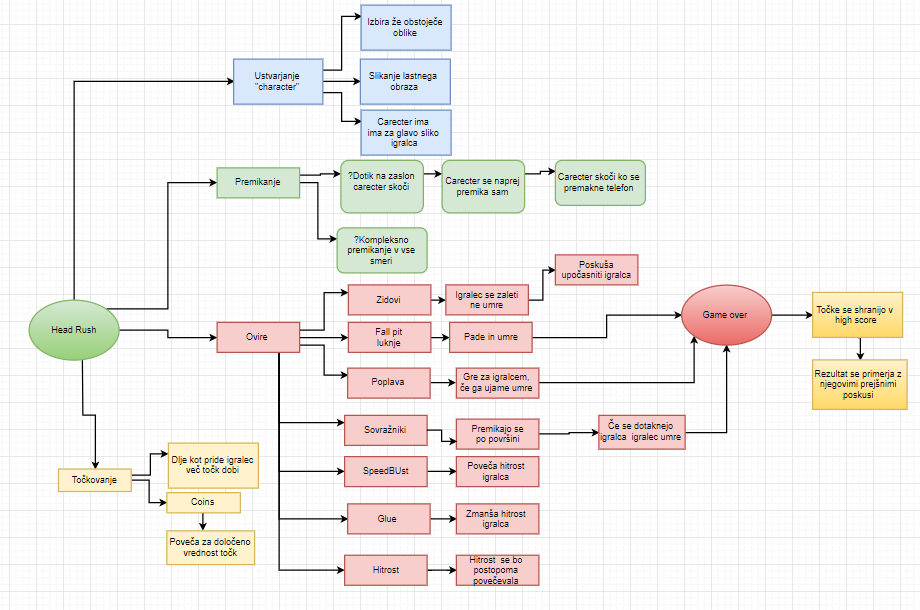 Izbira že obstoječe
oblike
Ustvarjanje
"character"
Slikanje lastnega
obraza
Carecter ima
ima za glavo sliko
igralca
Premikanje
?Dotik na zaslon
carecter skoči
Carecter se naprej
premika sam
Carecter skoči ko se
premakne telefon
?Kompleksno
premikanje v vse
smeri
Poskuša
upočasniti igralca
Zidovi
Igralec se zaleti
ne umre
Head Rush
Ovire
Fall pit
luknje
Pade in umre
Game over
Točke se shranijo v
high score
Poplava
Gre za igralcem,
če ga ujame umre
Rezultat se primerja z
njegovimi prejšnimi
poskusi
Sovražniki
Premikajo se
po površini
Če se dotaknejo
igralca igralec umre
Točkovanje
Dlje kot pride igralec
več točk dobi
SpeedBUst
Poveča hitrost
igralca
Coins
Glue
Zmanša hitrost
igralca
Poveča za določeno
vrednost točk
Hitrost
Hitrost se bo
postopoma
povečevala